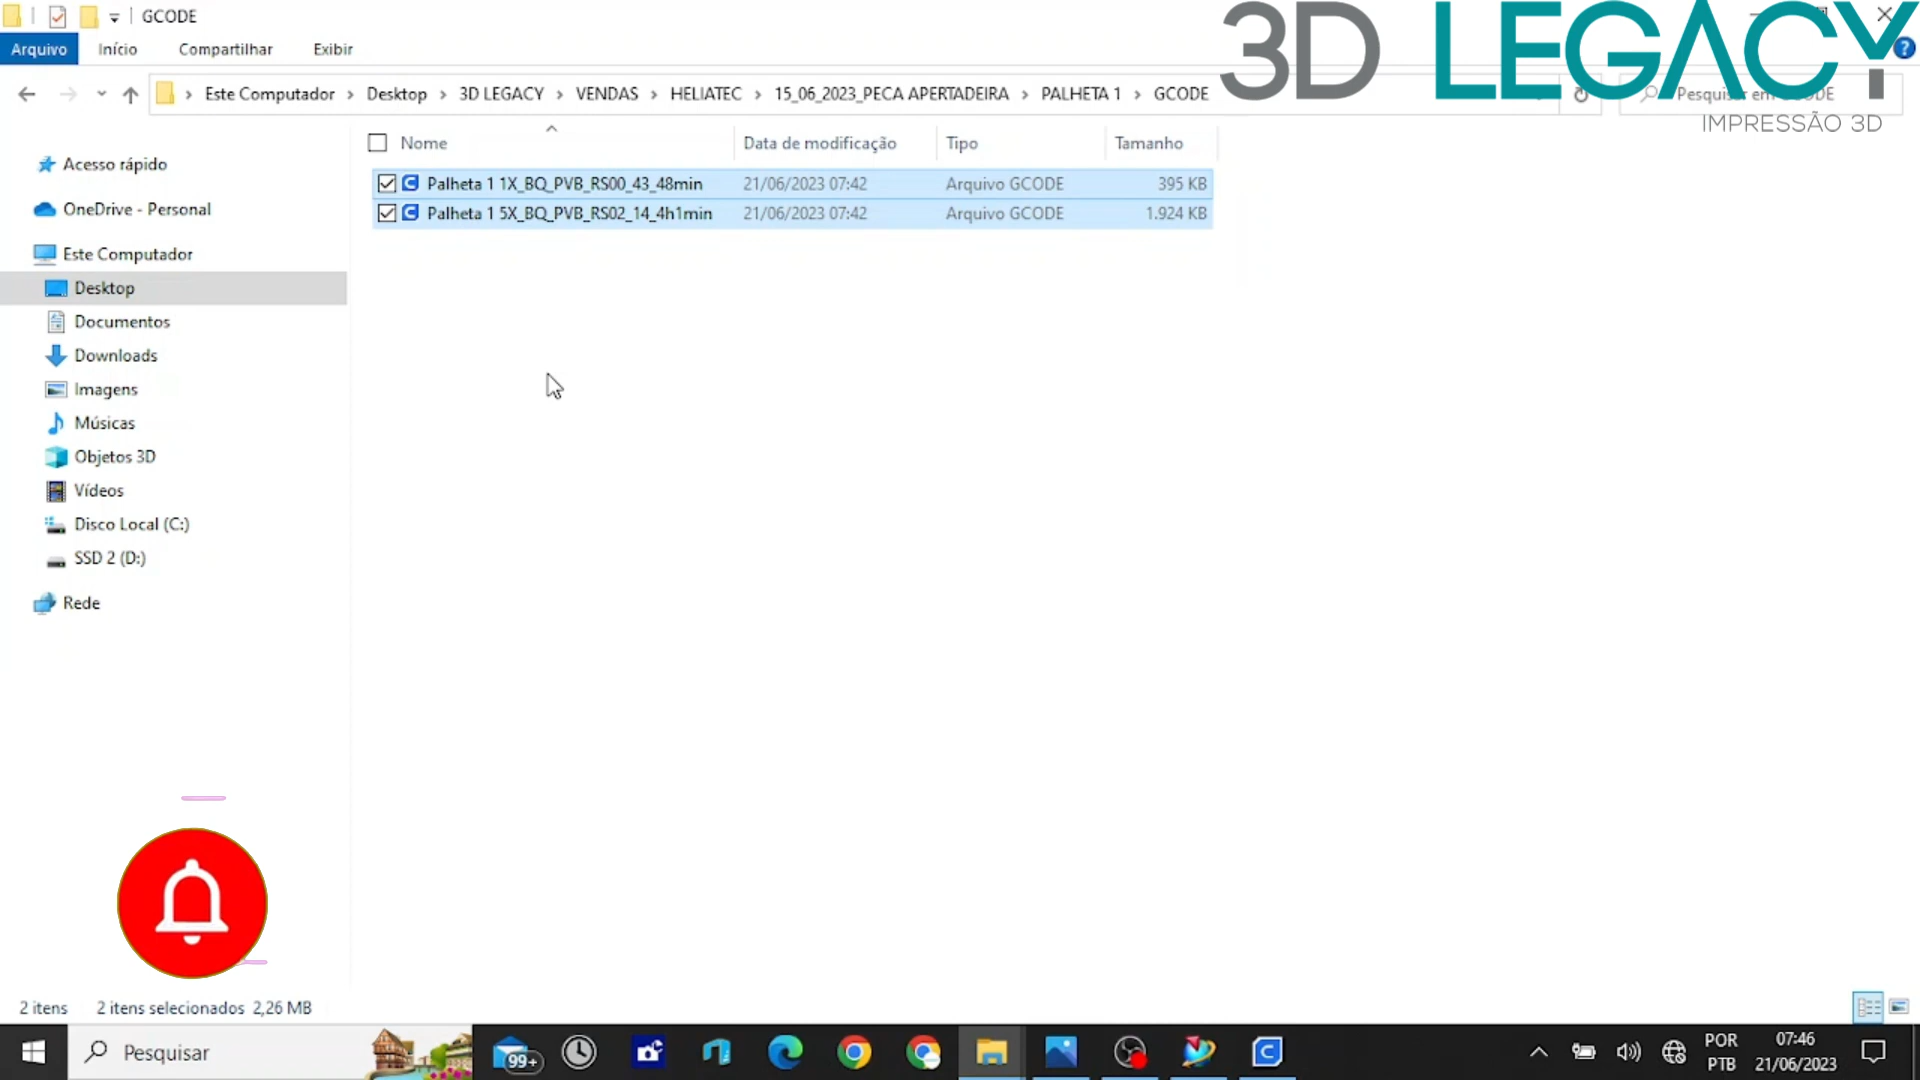 GCODE
3D LEGACY
IMPRESSÃO 3D
Arquivo Início Compartilhar Exibir
Este Computador > Desktop > 3D LEGACY > VENDAS > HELIATEC > 15_06_2023_PECA APERTADEIRA > PALHETA 1 > GCODE
Nome Data de modificação Tipo Tamanho
Palheta 1 1X_BQ_PVB_RS00_43_48min 21/06/2023 07:42 Arquivo GCODE 395 KB
Palheta 1 5X_BQ_PVB_RS02_14_4h1min 21/06/2023 07:42 Arquivo GCODE 1.924 KB
Acesso rápido
OneDrive - Personal
Este Computador
Desktop
Documentos
Downloads
Imagens
Músicas
Objetos 3D
Vídeos
Disco Local (C:)
SSD 2 (D:)
Rede
2 itens 2 itens selecionados 2,26 MB
Pesquisar
99+
POR
PTB
07:46
21/06/2023